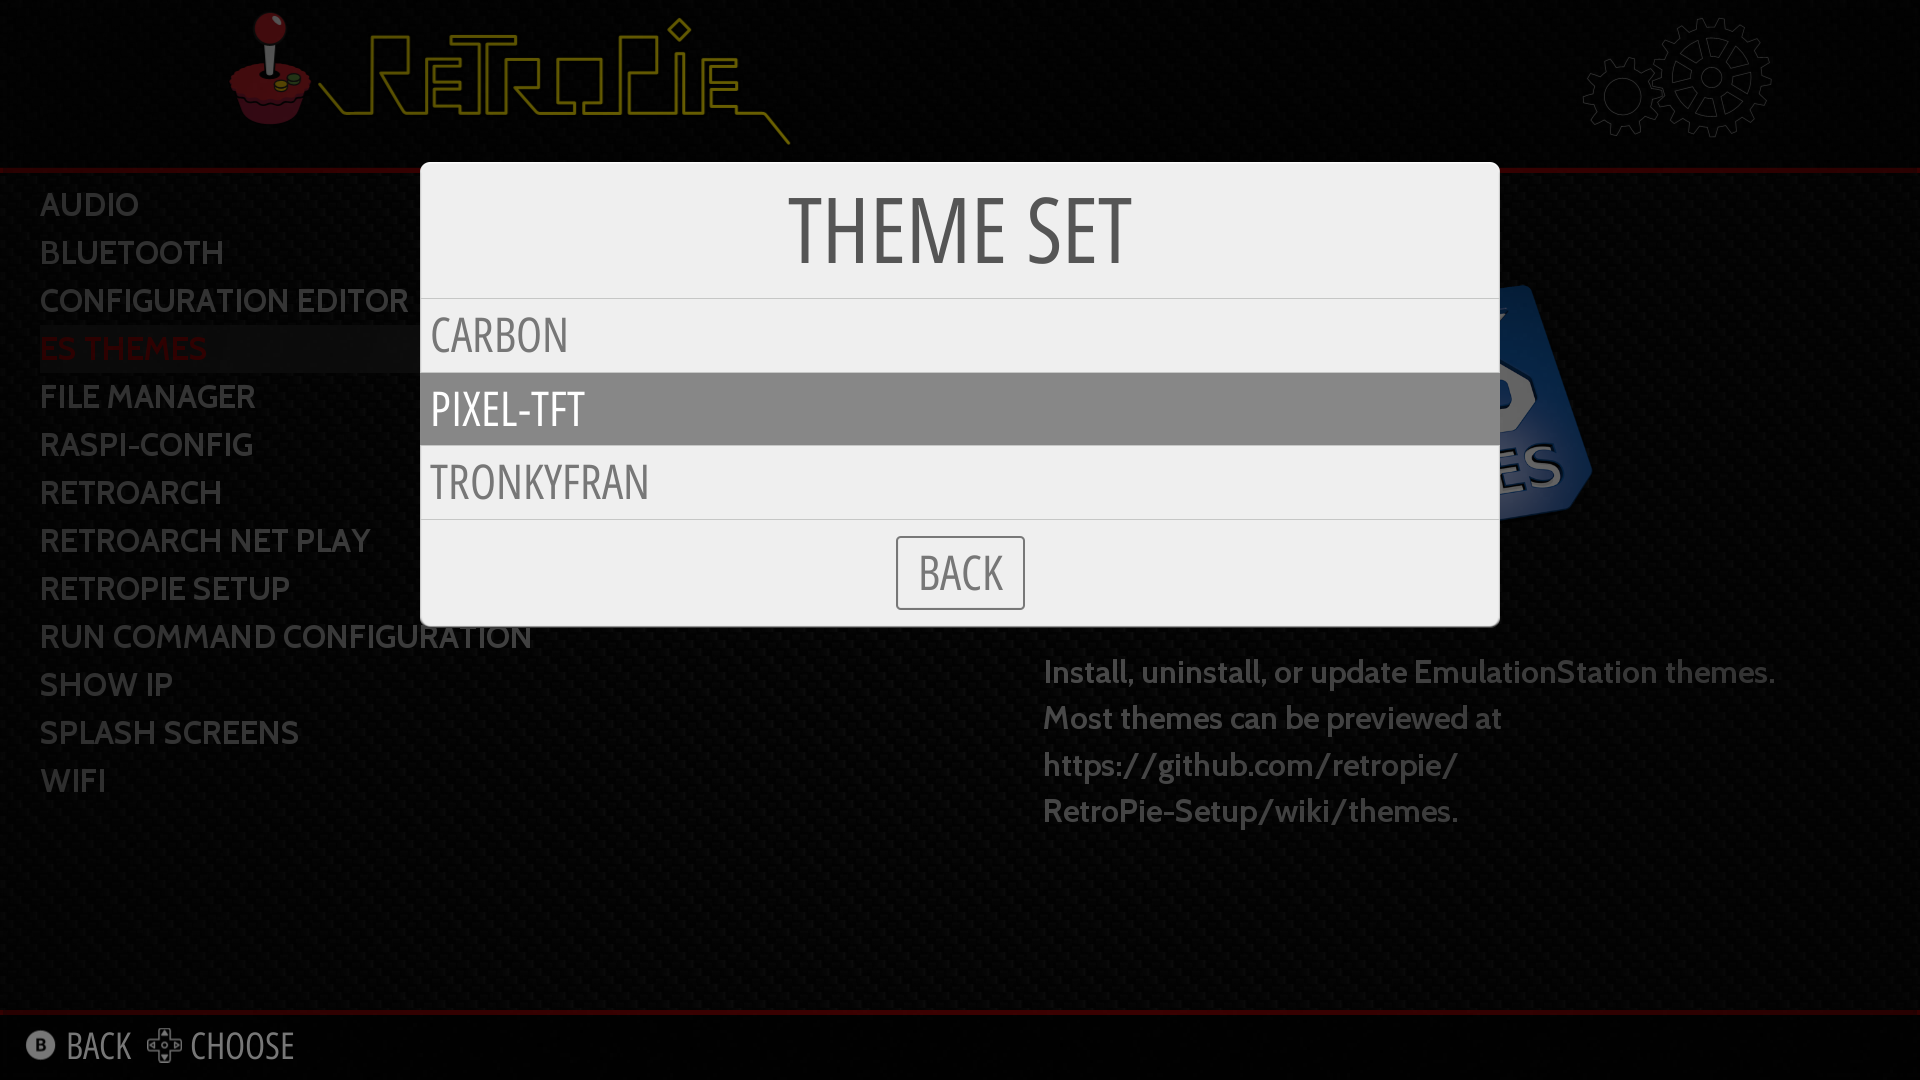 RETROPIE
THEME SET
CARBON
PIXEL-TFT
TRONKYFRAN
BACK
AUDIO
BLUETOOTH
CONFIGURATION EDITOR
ES THEMES
FILE MANAGER
RASPI-CONFIG
RETROARCH
RETROARCH NET PLAY
RETROPIE SETUP
RUN COMMAND CONFIGURATION
SHOW IP
SPLASH SCREENS
WIFI
Install, uninstall, or update EmulationStation themes.
Most themes can be previewed at
https://github.com/retropie/
RetroPie-Setup/wiki/themes.
B BACK CHOOSE